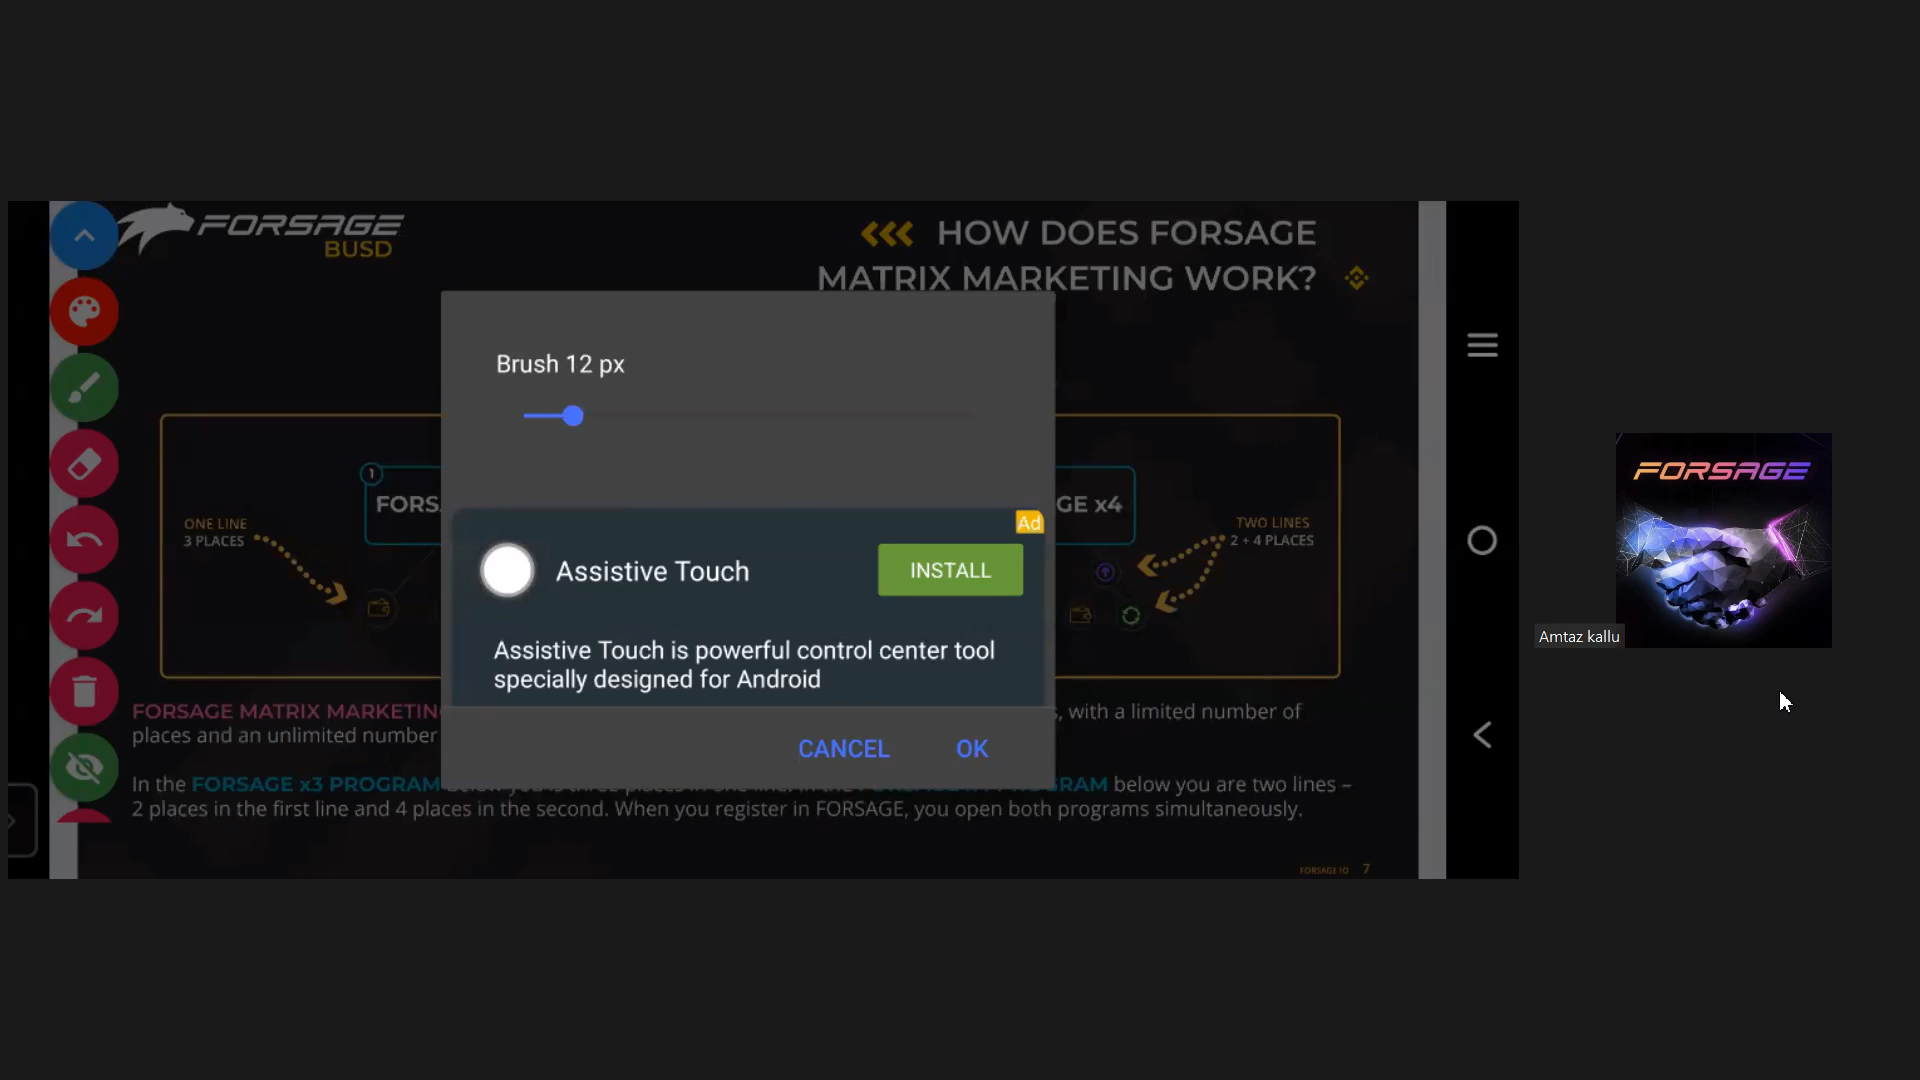 FORSAGE
BUSD
HOW DOES FORSAGE
MATRIX MARKETING WORK?
Brush 12 px
1
FORS
GE x4
ONE LINE
3 PLACES
TWO LINES
2 + 4 PLACES
Ad
Assistive Touch
INSTALL
Assistive Touch is powerful control center tool
specially designed for Android
CANCEL
OK
FORSAGE MATRIX MARKETIN
, with a limited number of
places and an unlimited number
In the FORSAGE x3 PROGRAM
RAM below you are two lines –
2 places in the first line and 4 places in the second. When you register in FORSAGE, you open both programs simultaneously.
FORSAGE IO 7
FORSAGE
Amtaz kallu